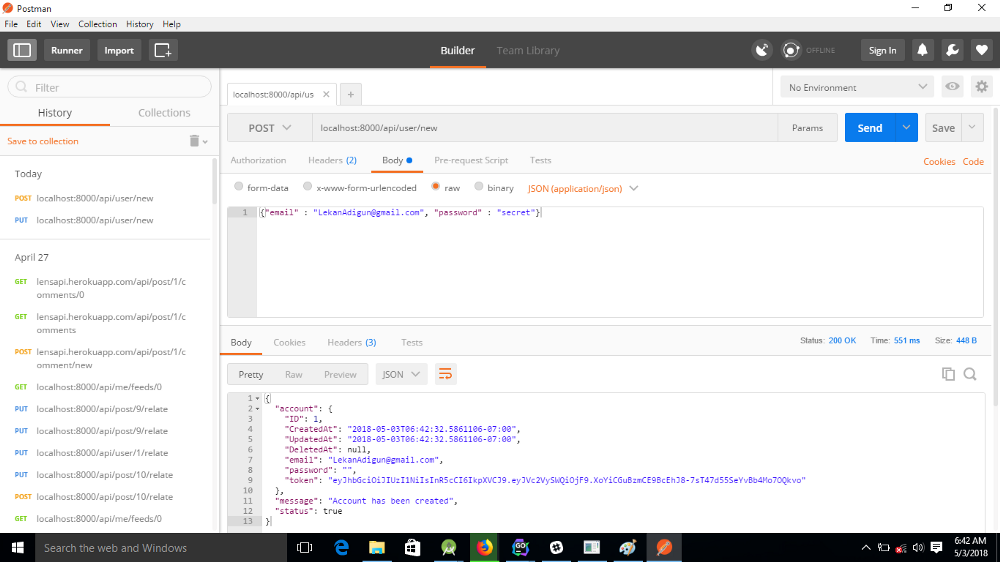 Postman
File Edit View Collection History Help
Runner Import Builder Team Library OFFLINE Sign In
Filter
History Collections
Save to collection
Today
POST localhost:8000/api/user/new
PUT localhost:8000/api/user/new
April 27
GET lensapi.herokuapp.com/api/post/1/c
omments/0
GET lensapi.herokuapp.com/api/post/1/c
omments
POST lensapi.herokuapp.com/api/post/1/c
omment/new
GET localhost:8000/api/me/feeds/0
PUT localhost:8000/api/post/9/relate
PUT localhost:8000/api/post/9/relate
PUT localhost:8000/api/user/1/relate
PUT localhost:8000/api/post/10/relate
POST localhost:8000/api/post/10/relate
GET localhost:8000/api/me/feeds/0
localhost:8000/api/us
No Environment
POST localhost:8000/api/user/new Params Send Save
Authorization Headers (2) Body Pre-request Script Tests Cookies Code
form-data x-www-form-urlencoded raw binary JSON (application/json)
1 {"email" : "LekanAdigun@gmail.com", "password" : "secret"}
Body Cookies Headers (3) Tests Status: 200 OK Time: 551 ms Size: 448 B
Pretty Raw Preview JSON
1 {
2 "account": {
3 "ID": 1,
4 "CreatedAt": "2018-05-03T06:42:32.5861106-07:00",
5 "UpdatedAt": "2018-05-03T06:42:32.5861106-07:00",
6 "DeletedAt": null,
7 "email": "LekanAdigun@gmail.com",
8 "password": "",
9 "token": "eyJhbGciOiJIUzI1NiIsInR5cCI6IkpXVCJ9.eyJVc2VySWQiOjF9.XoYiCGuBzmCE9BcEhJ8-7sT47d55SeYvBb4Mo7OQkvo"
10 },
11 "message": "Account has been created",
12 "status": true
13 }
Search the web and Windows
6:42 AM
5/3/2018